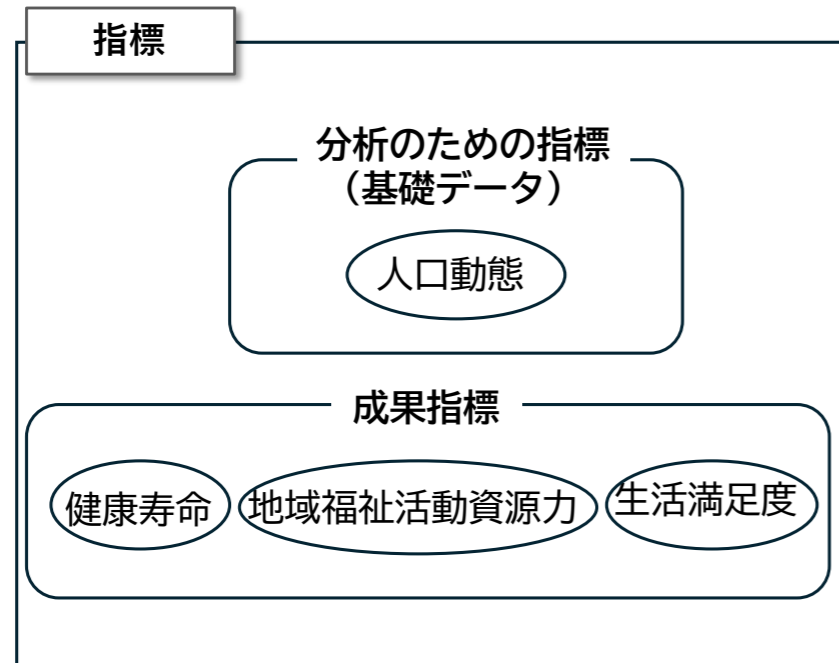 指標
分析のための指標
（基礎データ）
人口動態
成果指標
健康寿命
地域福祉活動資源力
生活満足度